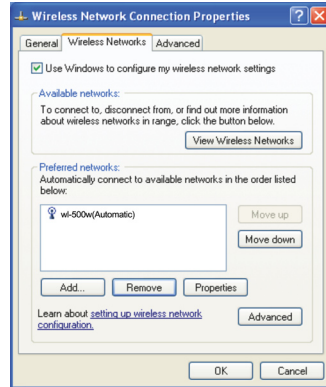 Wireless Network Connection Properties
General
Wireless Networks
Advanced
Use Windows to configure my wireless network settings
Available networks:
To connect to, disconnect from, or find out more information
about wireless networks in range, click the button below.
View Wireless Networks
Preferred networks:
Automatically connect to available networks in the order listed
below:
wl-500w(Automatic)
Move up
Move down
Add...
Remove
Properties
Learn about setting up wireless network
configuration.
Advanced
OK
Cancel